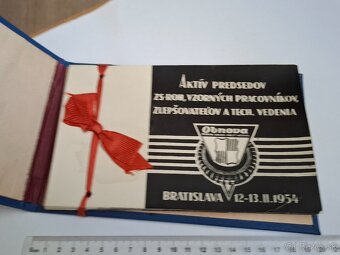 AKTÍV PREDSEDOV
ZS-ROH, VZORNÝCH PRACOVNÍKOV,
ZLEPŠOVATEĽOV A TECH. VEDENIA
Obnova
BRATISLAVA 12-13.II.1954